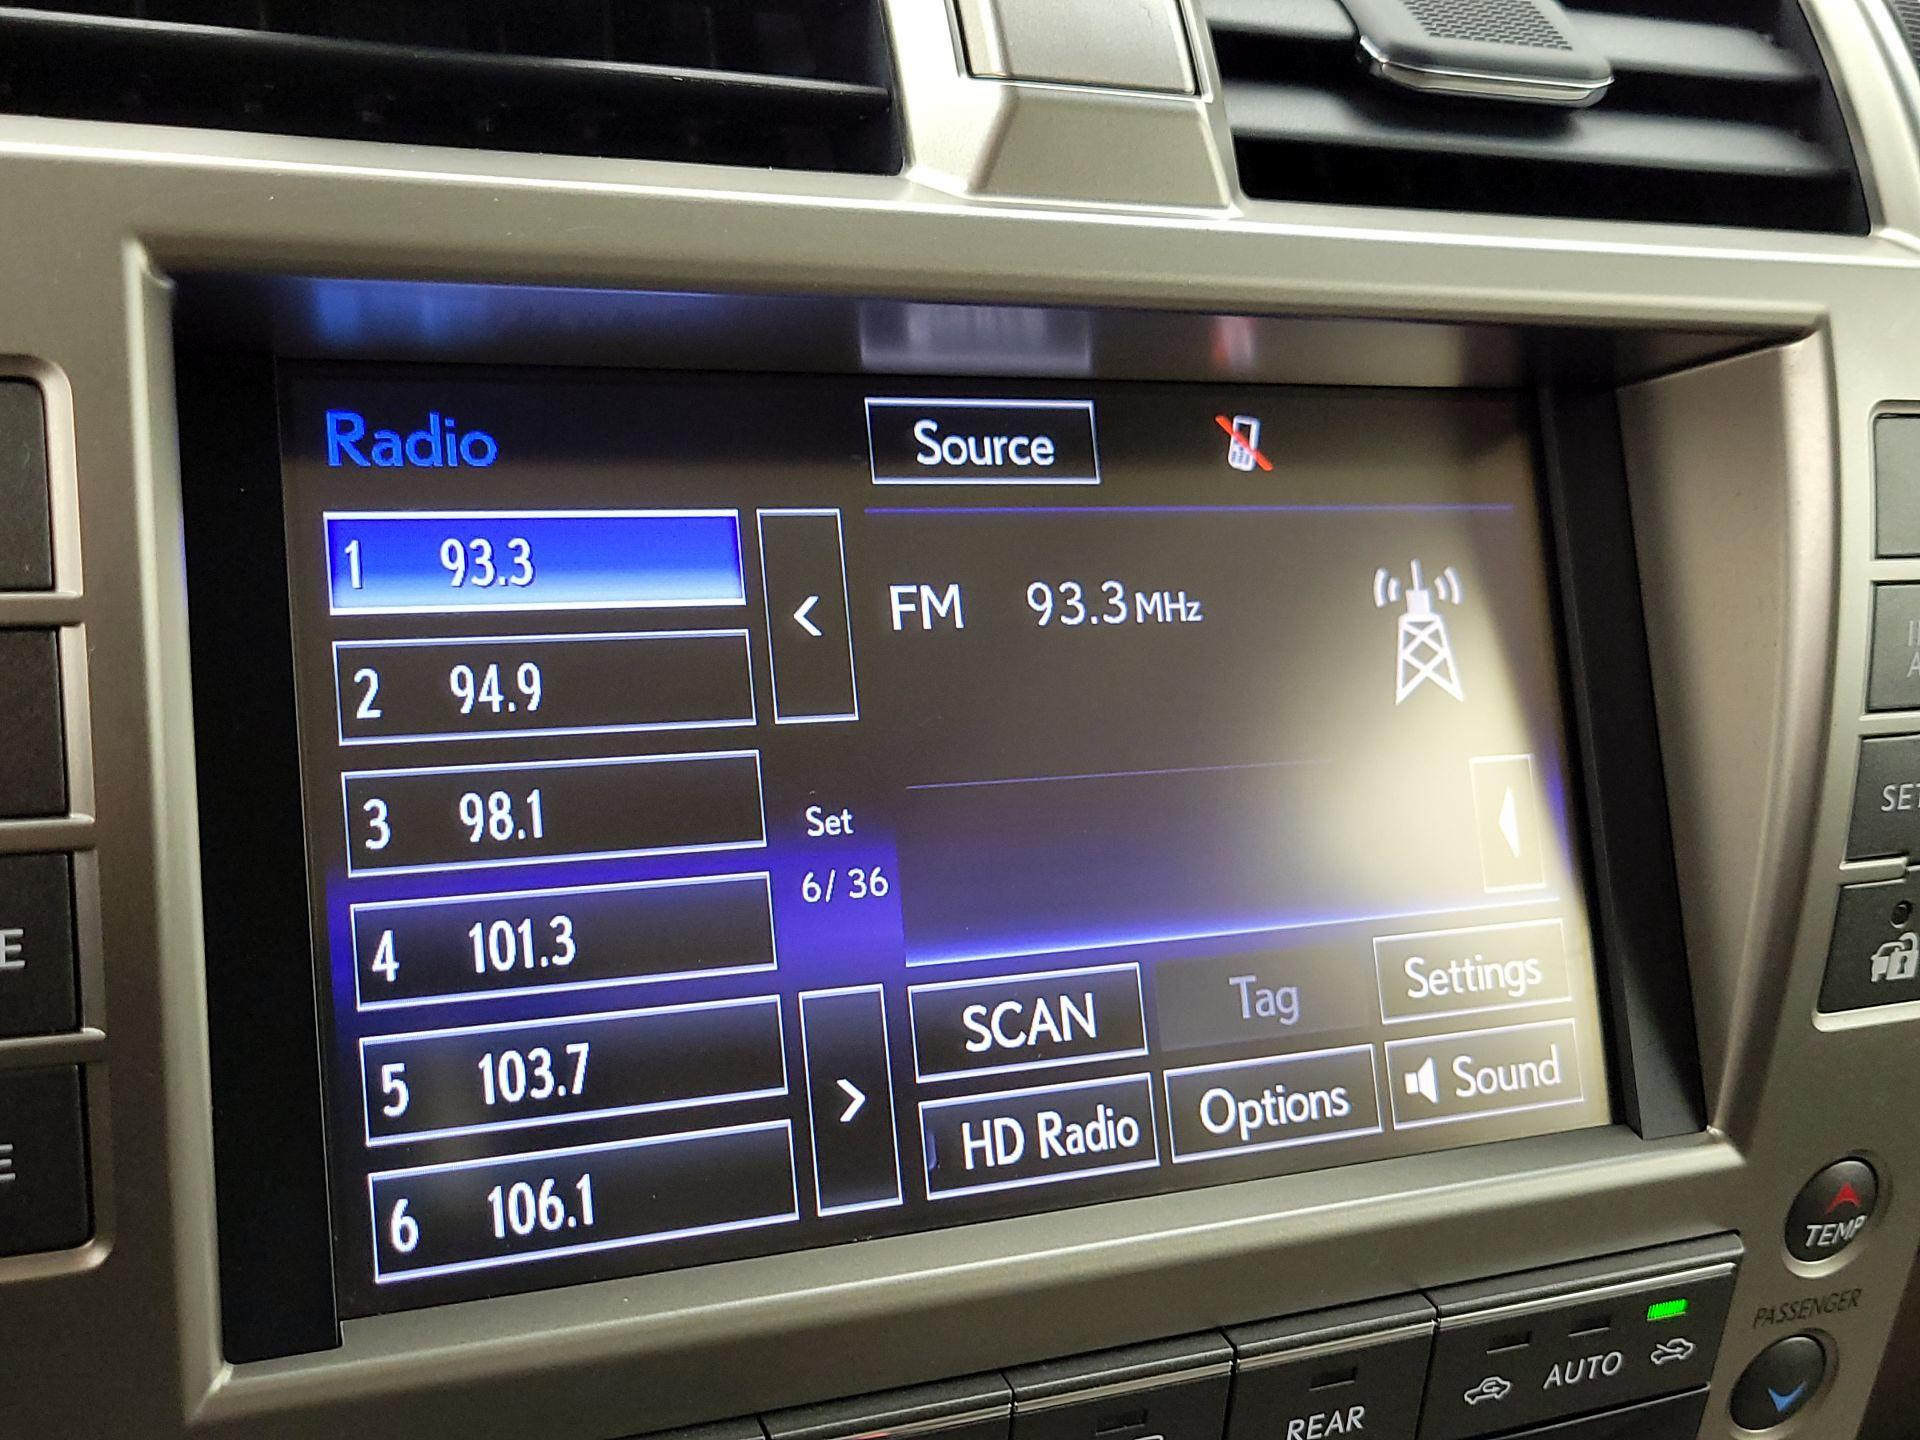 Radio
Source
1 93.3
2 94.9
3 98.1
4 101.3
5 103.7
6 106.1
<
Set
6/ 36
>
FM 93.3 MHz
SCAN
Tag
Settings
HD Radio
Options
Sound
E
E
SET
TEMP
PASSENGER
REAR
AUTO